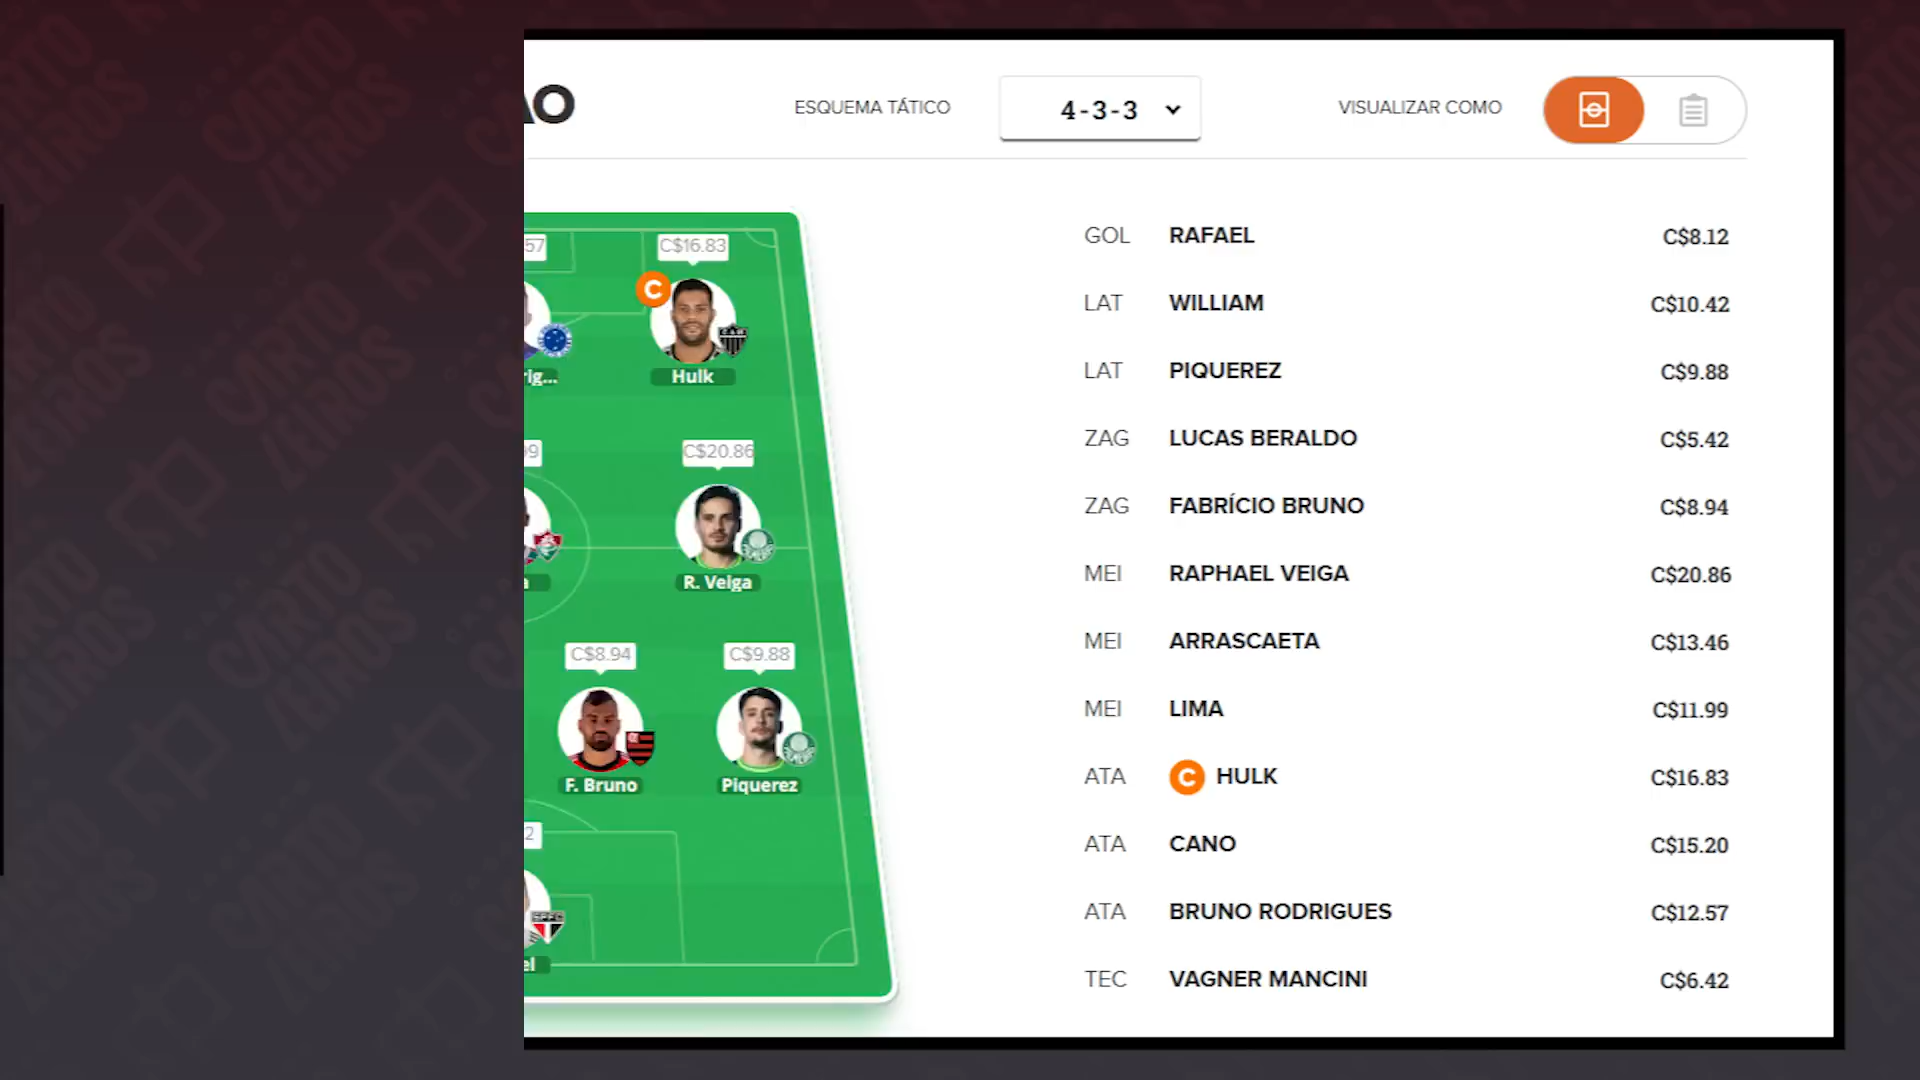 ÃO
ESQUEMA TÁTICO
4-3-3
VISUALIZAR COMO
C$16.83
C
Hulk
C$20.86
R. Veiga
C$8.94
C$9.88
F. Bruno
Piquerez
GOL RAFAEL C$8.12
LAT WILLIAM C$10.42
LAT PIQUEREZ C$9.88
ZAG LUCAS BERALDO C$5.42
ZAG FABRÍCIO BRUNO C$8.94
MEI RAPHAEL VEIGA C$20.86
MEI ARRASCAETA C$13.46
MEI LIMA C$11.99
ATA C HULK C$16.83
ATA CANO C$15.20
ATA BRUNO RODRIGUES C$12.57
TEC VAGNER MANCINI C$6.42